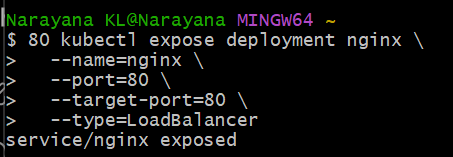 Narayana KL@Narayana MINGW64 ~
$ 80 kubectl expose deployment nginx \
>   --name=nginx \
>   --port=80 \
>   --target-port=80 \
>   --type=LoadBalancer
service/nginx exposed